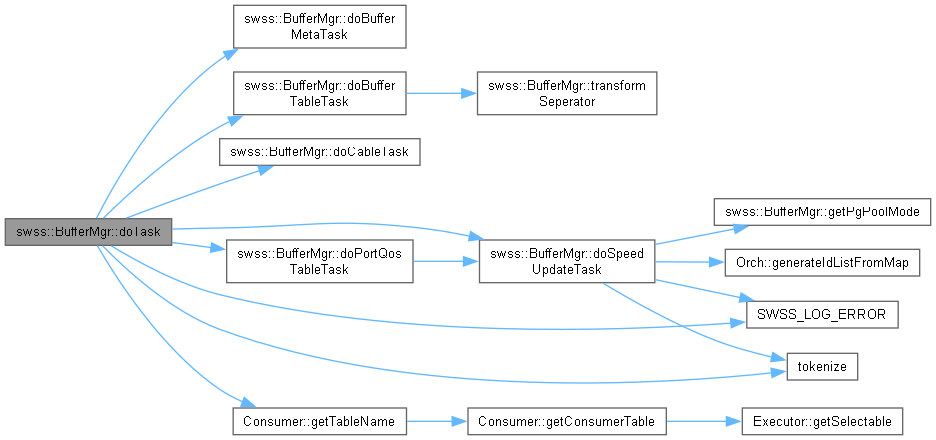 swss::BufferMgr::doBuffer
MetaTask
swss::BufferMgr::doBuffer
TableTask
swss::BufferMgr::transform
Seperator
swss::BufferMgr::doCableTask
swss::BufferMgr::getPgPoolMode
swss::BufferMgr::doTask
swss::BufferMgr::doPortQos
TableTask
swss::BufferMgr::doSpeed
UpdateTask
Orch::generateIdListFromMap
SWSS_LOG_ERROR
tokenize
Consumer::getTableName
Consumer::getConsumerTable
Executor::getSelectable